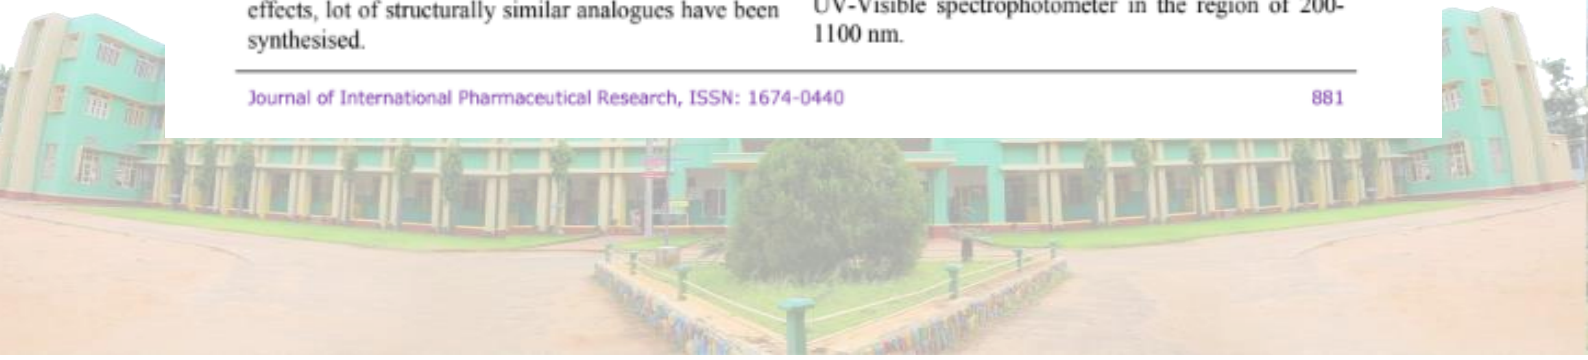 effects, lot of structurally similar analogues have been
synthesised.
UV-Visible spectrophotometer in the region of 200-
1100 nm.
Journal of International Pharmaceutical Research, ISSN: 1674-0440
881